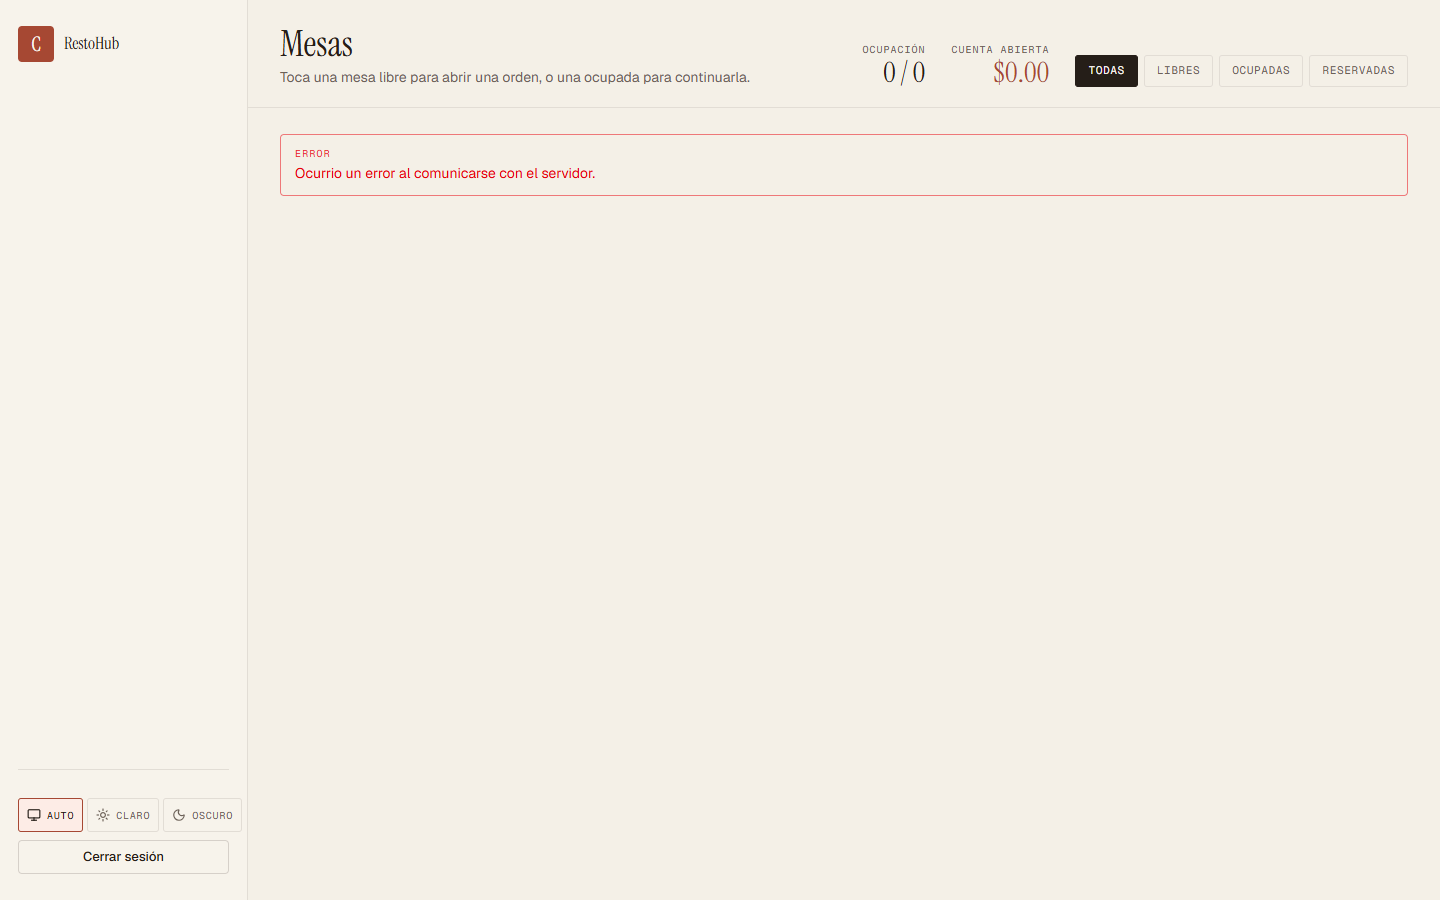 C RestoHub
Mesas
Toca una mesa libre para abrir una orden, o una ocupada para continuarla.
OCUPACIÓN
0 / 0
CUENTA ABIERTA
$0.00
TODAS
LIBRES
OCUPADAS
RESERVADAS
ERROR
Ocurrio un error al comunicarse con el servidor.
AUTO
CLARO
OSCURO
Cerrar sesión